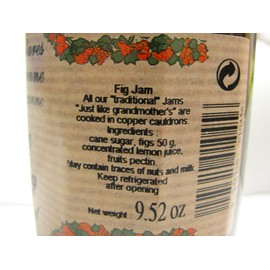 Fig Jam
All our "traditional" Jams
"Just like grandmother's" are
cooked in copper cauldrons
Ingredients :
cane sugar, figs 50 g,
concentrated lemon juice,
fruits pectin.
May contain traces of nuts and milk
Keep refrigerated
after opening
Net weight : 9.52 oz